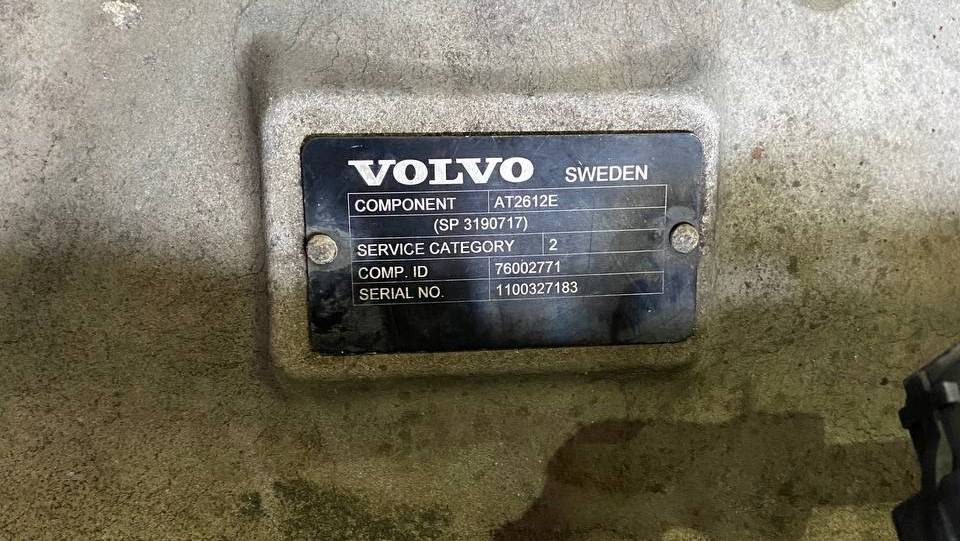 VOLVO SWEDEN
COMPONENT AT2612E
(SP 3190717)
SERVICE CATEGORY 2
COMP. ID 76002771
SERIAL NO. 1100327183